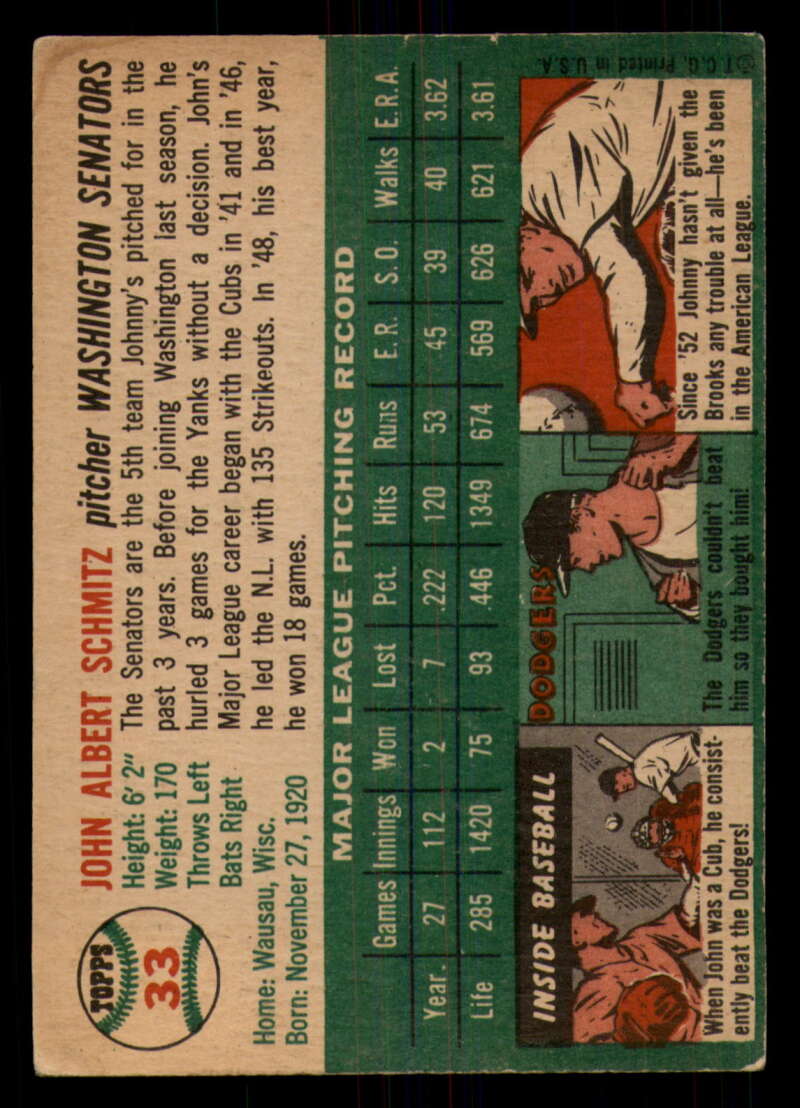 TOPPS
33
JOHN ALBERT SCHMITZ pitcher WASHINGTON SENATORS
Height: 6' 2"
Weight: 170
Throws Left
Bats Right
Home: Wausau, Wisc.
Born: November 27, 1920
The Senators are the 5th team Johnny's pitched for in the
past 3 years. Before joining Washington last season, he
hurled 3 games for the Yanks without a decision. John's
Major League career began with the Cubs in '41 and in '46,
he led the N.L. with 135 Strikeouts. In '48, his best year,
he won 18 games.
MAJOR LEAGUE PITCHING RECORD
Games Innings Won Lost Pct. Hits Runs E.R. S.O. Walks E.R.A.
Year. 27 112 2 7 .222 120 53 45 39 40 3.62
Life 285 1420 75 93 .446 1349 674 569 626 621 3.61
INSIDE BASEBALL
When John was a Cub, he consist-
ently beat the Dodgers!
DODGERS
The Dodgers couldn't beat
him so they bought him!
Since '52 Johnny hasn't given the
Brooks any trouble at all—he's been
in the American League.
© T.C.G. Printed in U.S.A.